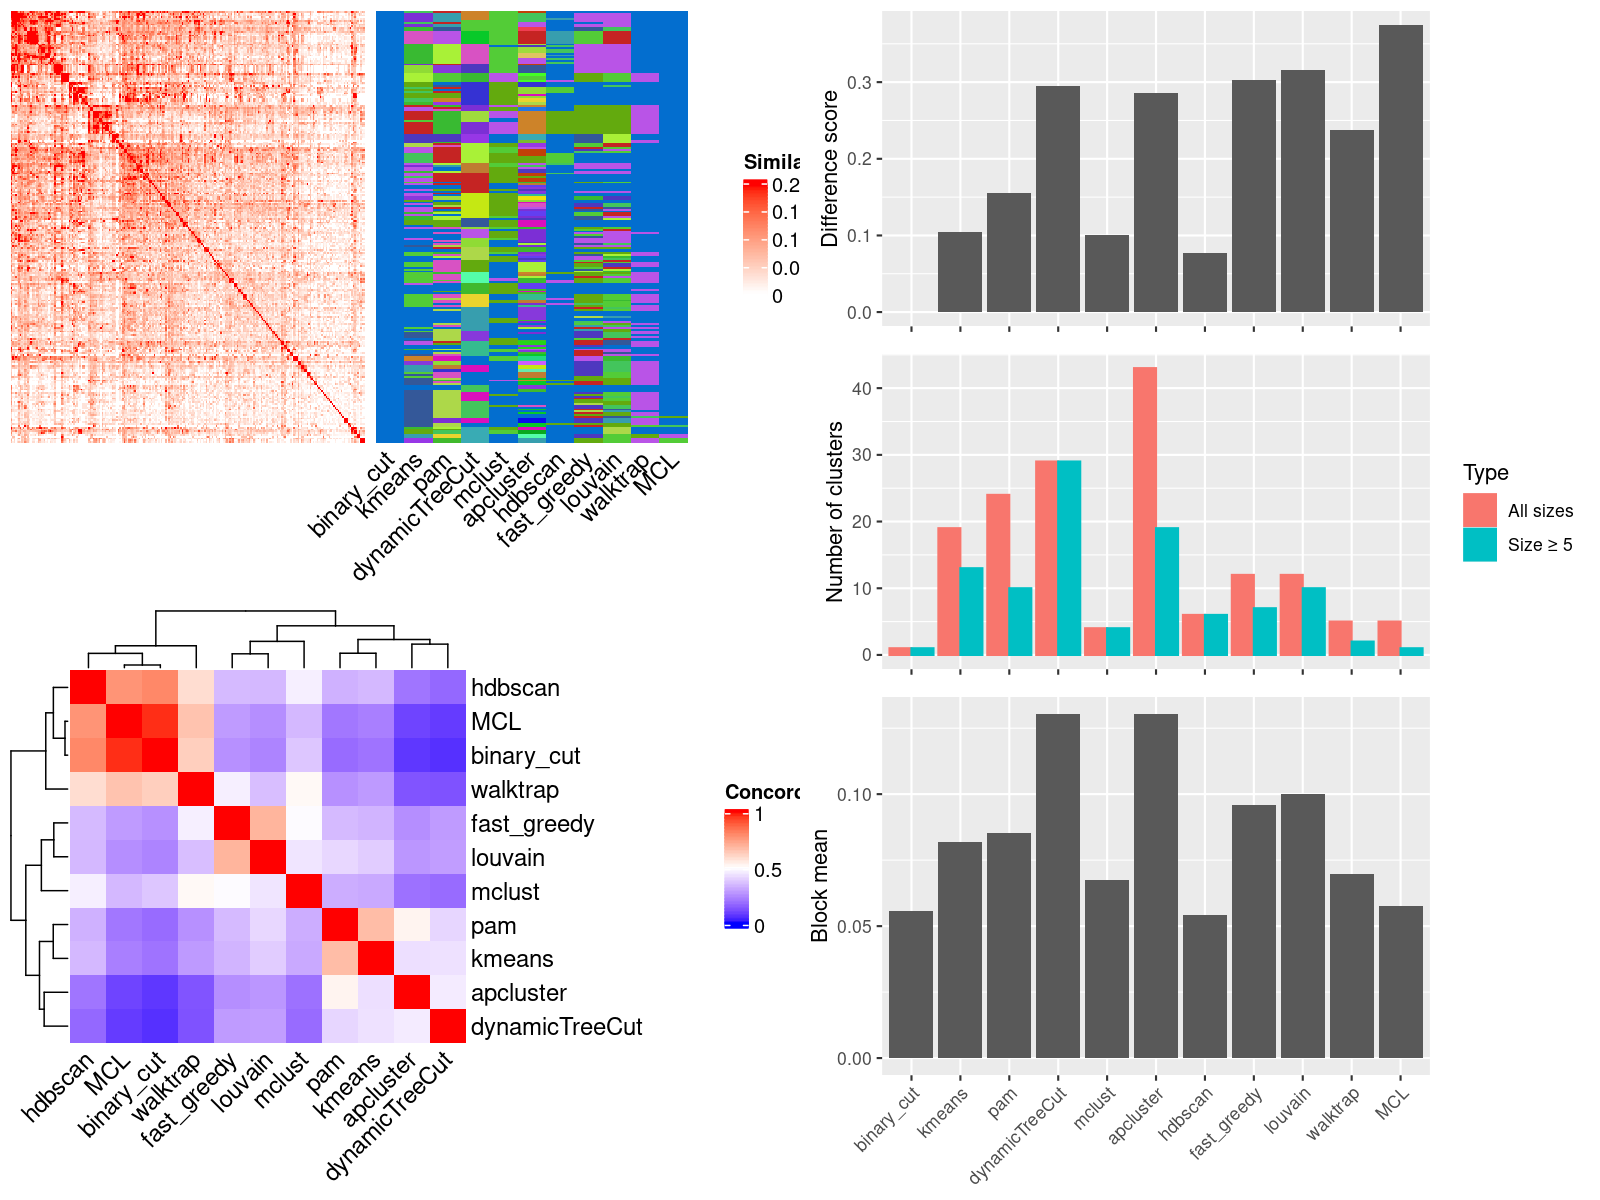 Simila
0.2
0.1
0.1
0.0
0
binary_cut
kmeans
pam
dynamicTreeCut
mclust
apcluster
hdbscan
fast_greedy
louvain
walktrap
MCL
Difference score
0.3
0.2
0.1
0.0
Number of clusters
40
30
20
10
0
Type
All sizes
Size ≥ 5
hdbscan
MCL
binary_cut
walktrap
fast_greedy
louvain
mclust
pam
kmeans
apcluster
dynamicTreeCut
hdbscan
MCL
binary_cut
walktrap
fast_greedy
louvain
mclust
pam
kmeans
apcluster
dynamicTreeCut
Concord
1
0.5
0
Block mean
0.10
0.05
0.00
binary_cut
kmeans
pam
dynamicTreeCut
mclust
apcluster
hdbscan
fast_greedy
louvain
walktrap
MCL